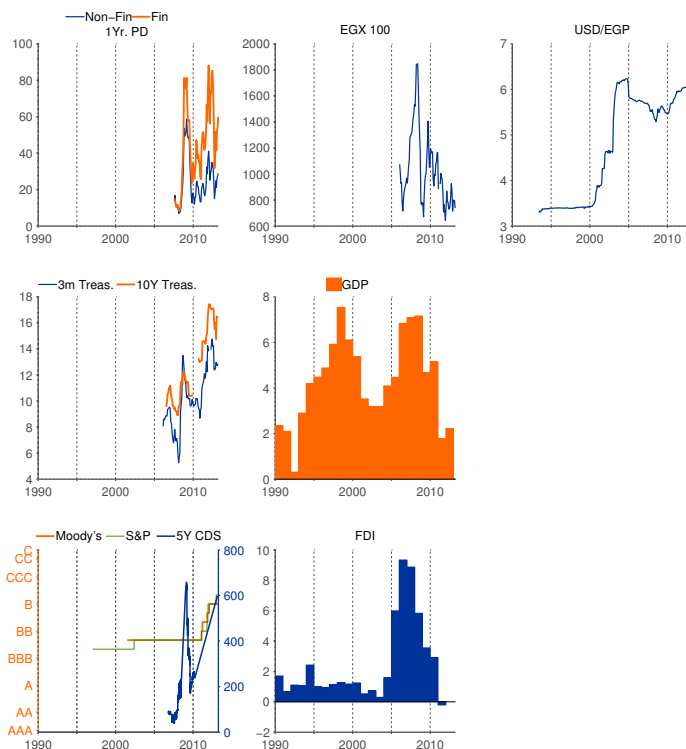 Non−Fin Fin
1Yr. PD
100
80
60
40
20
0
1990 2000 2010
EGX 100
2000
1800
1600
1400
1200
1000
800
600
1990 2000 2010
USD/EGP
7
6
5
4
3
1990 2000 2010
3m Treas. 10Y Treas.
18
16
14
12
10
8
6
4
1990 2000 2010
GDP
8
6
4
2
0
1990 2000 2010
Moody's S&P 5Y CDS
C
CC
CCC
B
BB
BBB
A
AA
AAA
800
600
400
200
0
1990 2000 2010
FDI
10
8
6
4
2
0
−2
1990 2000 2010